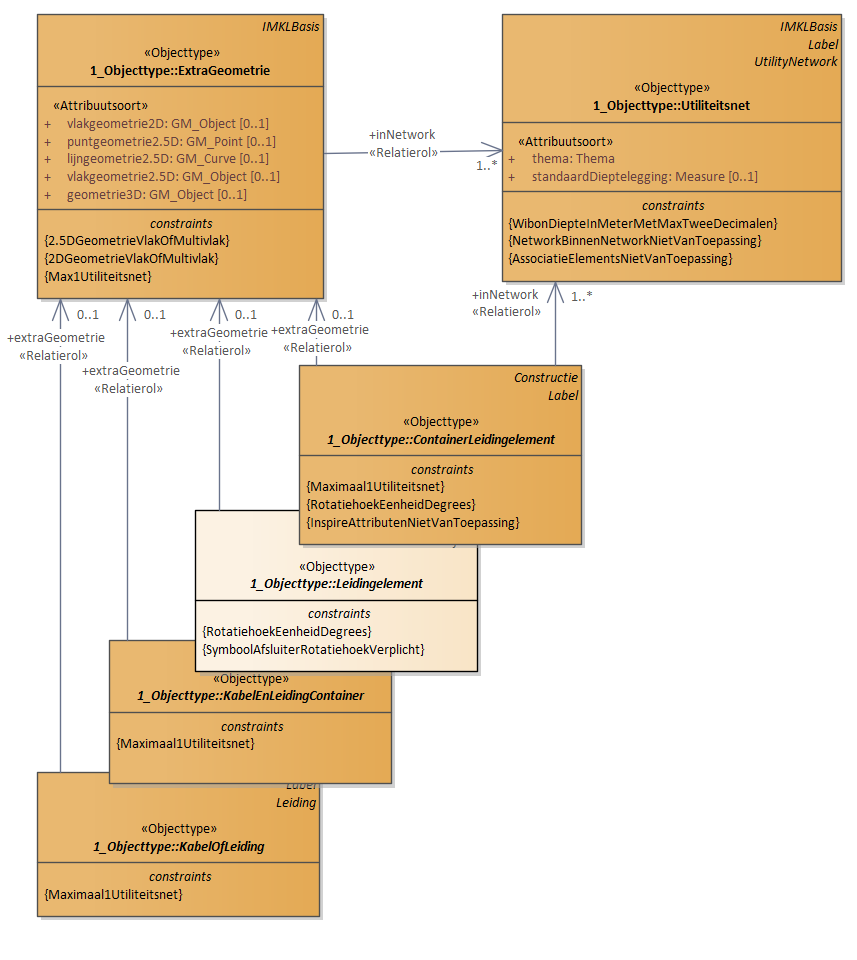 IMKLBasis
«Objecttype»
1_Objecttype::ExtraGeometrie
«Attribuutsoort»
+ vlakgeometrie2D: GM_Object [0..1]
+ puntgeometrie2.5D: GM_Point [0..1]
+ lijngeometrie2.5D: GM_Curve [0..1]
+ vlakgeometrie2.5D: GM_Object [0..1]
+ geometrie3D: GM_Object [0..1]
constraints
{2.5DGeometrieVlakOfMultivlak}
{2DGeometrieVlakOfMultivlak}
{Max1Utiliteitsnet}
+inNetwork
«Relatierol»
1..*
IMKLBasis
Label
UtilityNetwork
«Objecttype»
1_Objecttype::Utiliteitsnet
«Attribuutsoort»
+ thema: Thema
+ standaardDieptelegging: Measure [0..1]
constraints
{WibonDiepteInMeterMetMaxTweeDecimalen}
{NetworkBinnenNetworkNietVanToepassing}
{AssociatieElementsNietVanToepassing}
+inNetwork
«Relatierol»
1..*
0..1
+extraGeometrie
«Relatierol»
0..1
+extraGeometrie
«Relatierol»
0..1
+extraGeometrie
«Relatierol»
0..1
+extraGeometrie
«Relatierol»
Constructie
Label
«Objecttype»
1_Objecttype::ContainerLeidingelement
constraints
{Maximaal1Utiliteitsnet}
{RotatiehoekEenheidDegrees}
{InspireAttributenNietVanToepassing}
«Objecttype»
1_Objecttype::Leidingelement
constraints
{RotatiehoekEenheidDegrees}
{SymboolAfsluiterRotatiehoekVerplicht}
«Objecttype»
1_Objecttype::KabelEnLeidingContainer
constraints
{Maximaal1Utiliteitsnet}
Label
Leiding
«Objecttype»
1_Objecttype::KabelOfLeiding
constraints
{Maximaal1Utiliteitsnet}